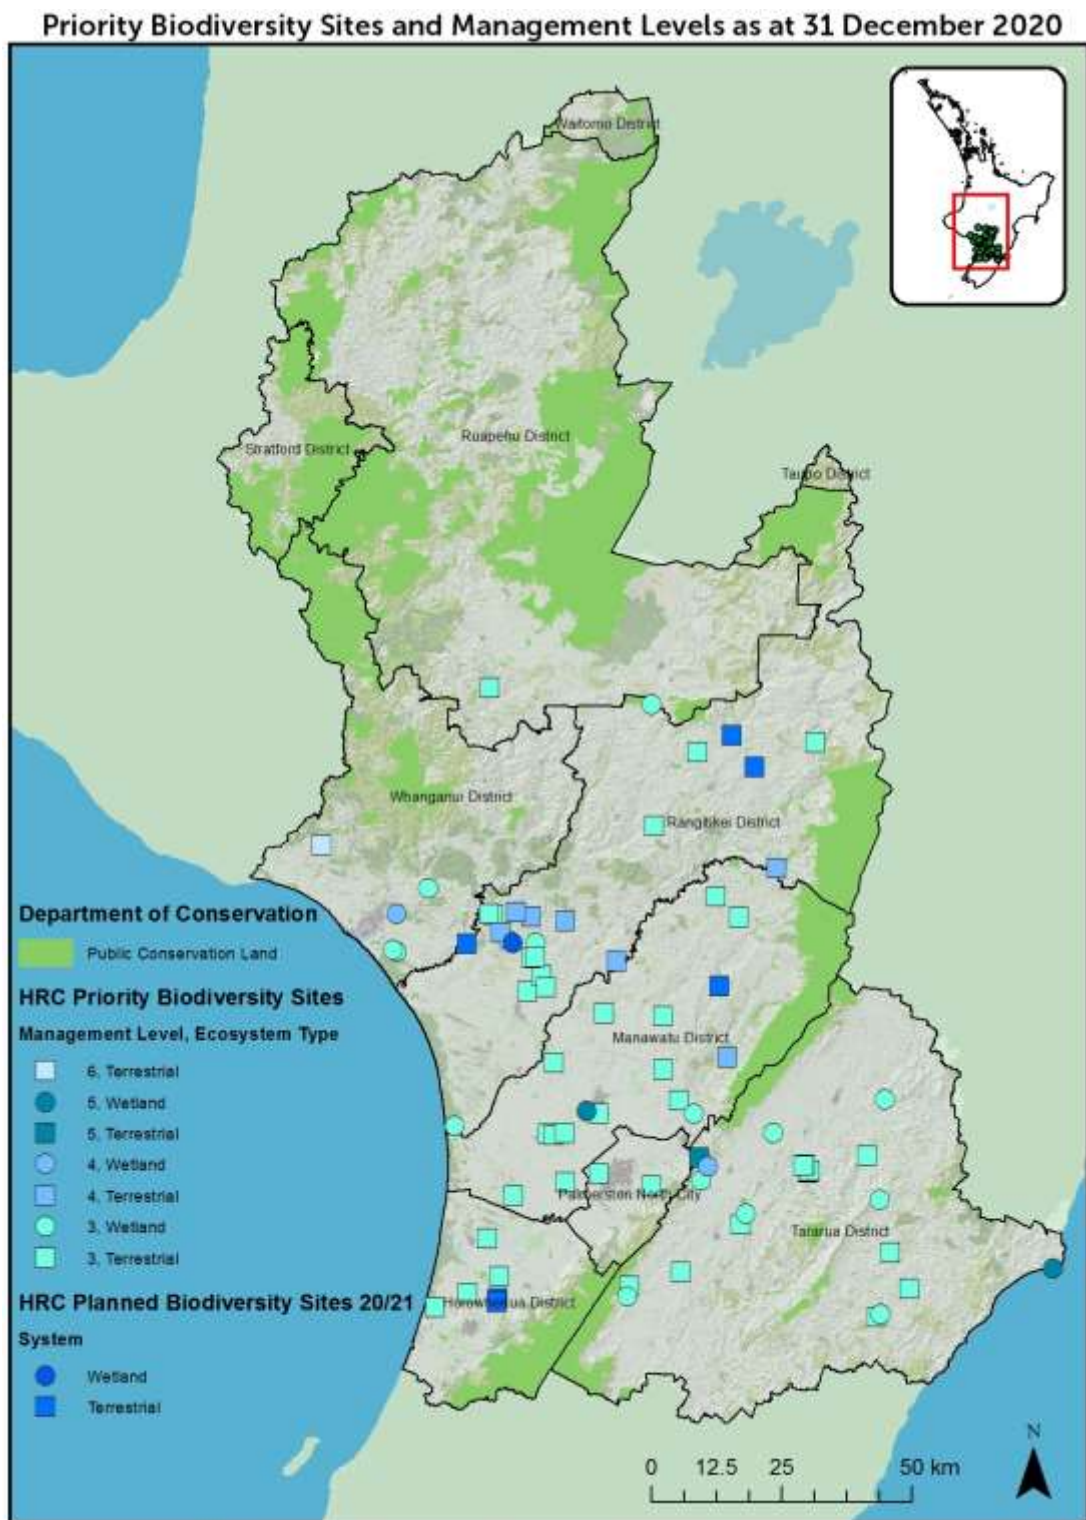 Priority Biodiversity Sites and Management Levels as at 31 December 2020
Waitomo District
Stratford District
Ruapehu District
Taupo District
Whanganui District
Rangitikei District
Manawatu District
Palmerston North City
Tararua District
Horowhenua District
Department of Conservation
Public Conservation Land
HRC Priority Biodiversity Sites
Management Level, Ecosystem Type
6, Terrestrial
5, Wetland
5, Terrestrial
4, Wetland
4, Terrestrial
3, Wetland
3, Terrestrial
HRC Planned Biodiversity Sites 20/21
System
Wetland
Terrestrial
N
0 12.5 25 50 km